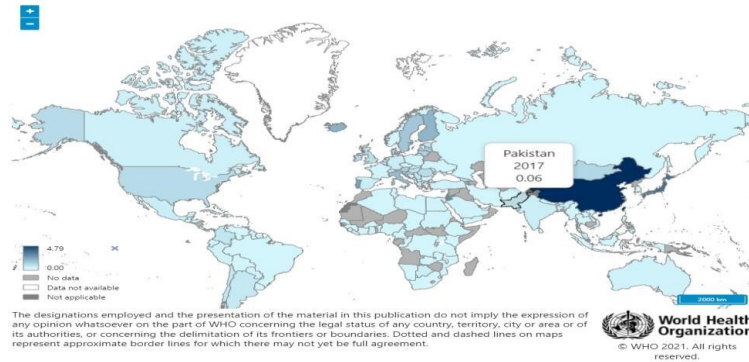 +
−
Pakistan
2017
0.06
4.79
0.00
No data
Data not available
Not applicable
2000 km
The designations employed and the presentation of the material in this publication do not imply the expression of
any opinion whatsoever on the part of WHO concerning the legal status of any country, territory, city or area or of
its authorities, or concerning the delimitation of its frontiers or boundaries. Dotted and dashed lines on maps
represent approximate border lines for which there may not yet be full agreement.
World Health
Organization
© WHO 2021. All rights
reserved.